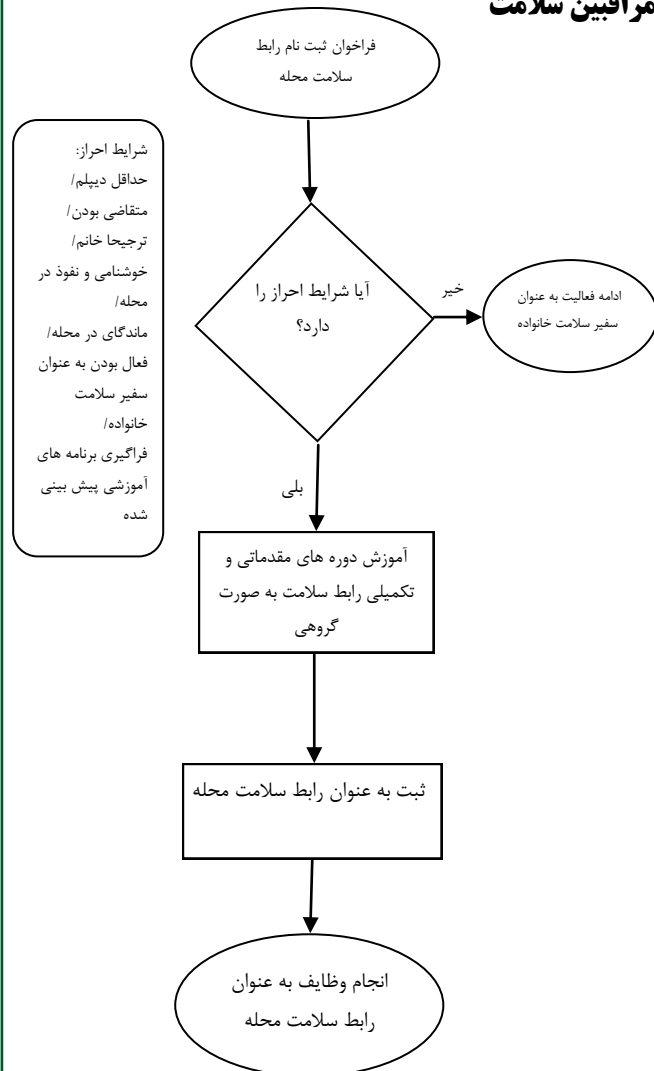 مراقبین سلامت
فراخوان ثبت نام رابط
سلامت محله
شرایط احراز:
حداقل دیپلم/
متقاضی بودن/
ترجیحا خانم/
خوشنامی و نفوذ در
محله/
ماندگای در محله/
فعال بودن به عنوان
سفیر سلامت
خانواده/
فراگیری برنامه های
آموزشی پیش بینی
شده
آیا شرایط احراز را
دارد؟
خیر
ادامه فعالیت به عنوان
سفیر سلامت خانواده
بلی
آموزش دوره های مقدماتی و
تکمیلی رابط سلامت به صورت
گروهی
ثبت به عنوان رابط سلامت محله
انجام وظایف به عنوان
رابط سلامت محله